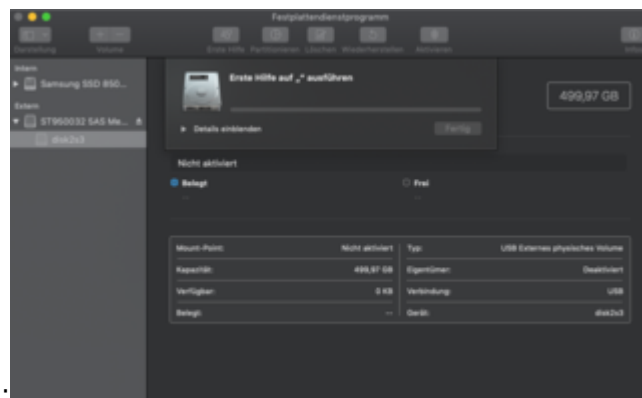 Festplattendienstprogramm
Darstellung Volume Erste Hilfe Partitionieren Löschen Wiederherstellen Aktivieren
Intern
Samsung SSD 850...
Extern
ST950032 SAS Me...
disk2s3
Erste Hilfe auf „“ ausführen
Details einblenden
Fertig
499,97 GB
Nicht aktiviert
Belegt
Frei
Mount-Point: Nicht aktiviert Typ: USB Externes physisches Volume
Kapazität: 499,97 GB Eigentümer: Deaktiviert
Verfügbar: 0 KB Verbindung: USB
Belegt: -- Gerät: disk2s3